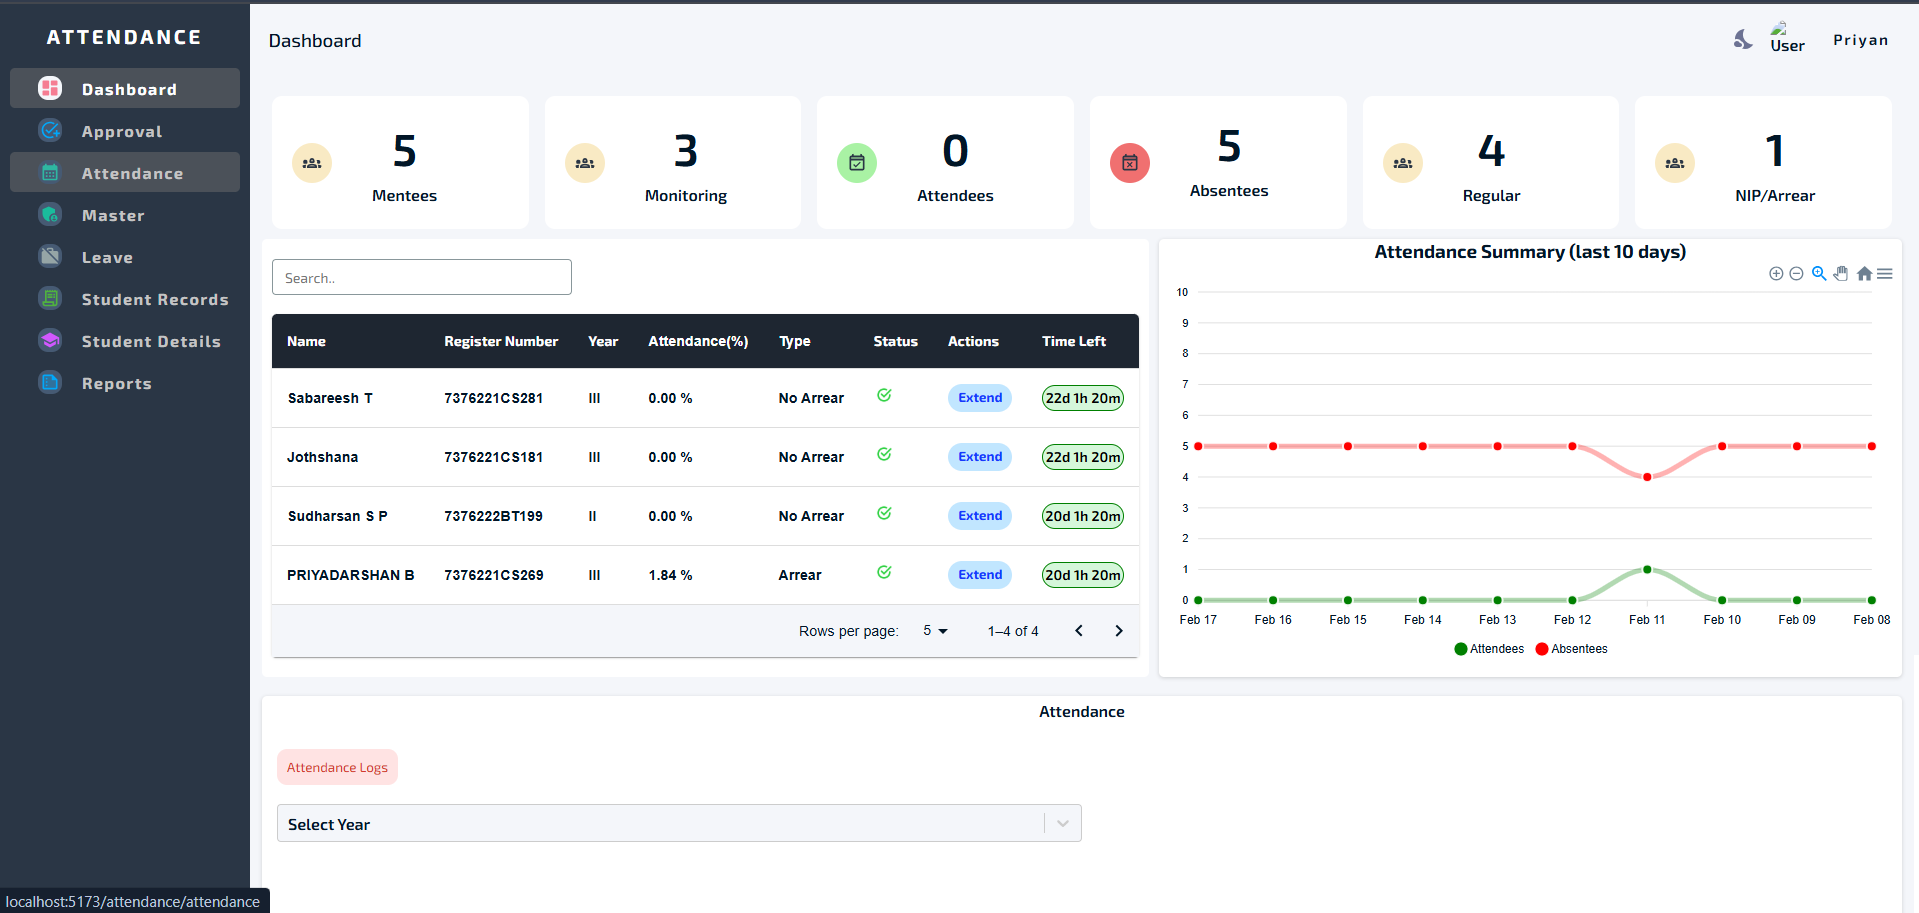 ATTENDANCE
Dashboard
Approval
Attendance
Master
Leave
Student Records
Student Details
Reports
Dashboard
User
Priyan
5
Mentees
3
Monitoring
0
Attendees
5
Absentees
4
Regular
1
NIP/Arrear
Search..
Name Register Number Year Attendance(%) Type Status Actions Time Left
Sabareesh T 7376221CS281 III 0.00 % No Arrear Extend 22d 1h 20m
Jothshana 7376221CS181 III 0.00 % No Arrear Extend 22d 1h 20m
Sudharsan S P 7376222BT199 II 0.00 % No Arrear Extend 20d 1h 20m
PRIYADARSHAN B 7376221CS269 III 1.84 % Arrear Extend 20d 1h 20m
Rows per page: 5 1–4 of 4
Attendance Summary (last 10 days)
10
9
8
7
6
5
4
3
2
1
0
Feb 17 Feb 16 Feb 15 Feb 14 Feb 13 Feb 12 Feb 11 Feb 10 Feb 09 Feb 08
Attendees Absentees
Attendance
Attendance Logs
Select Year
localhost:5173/attendance/attendance